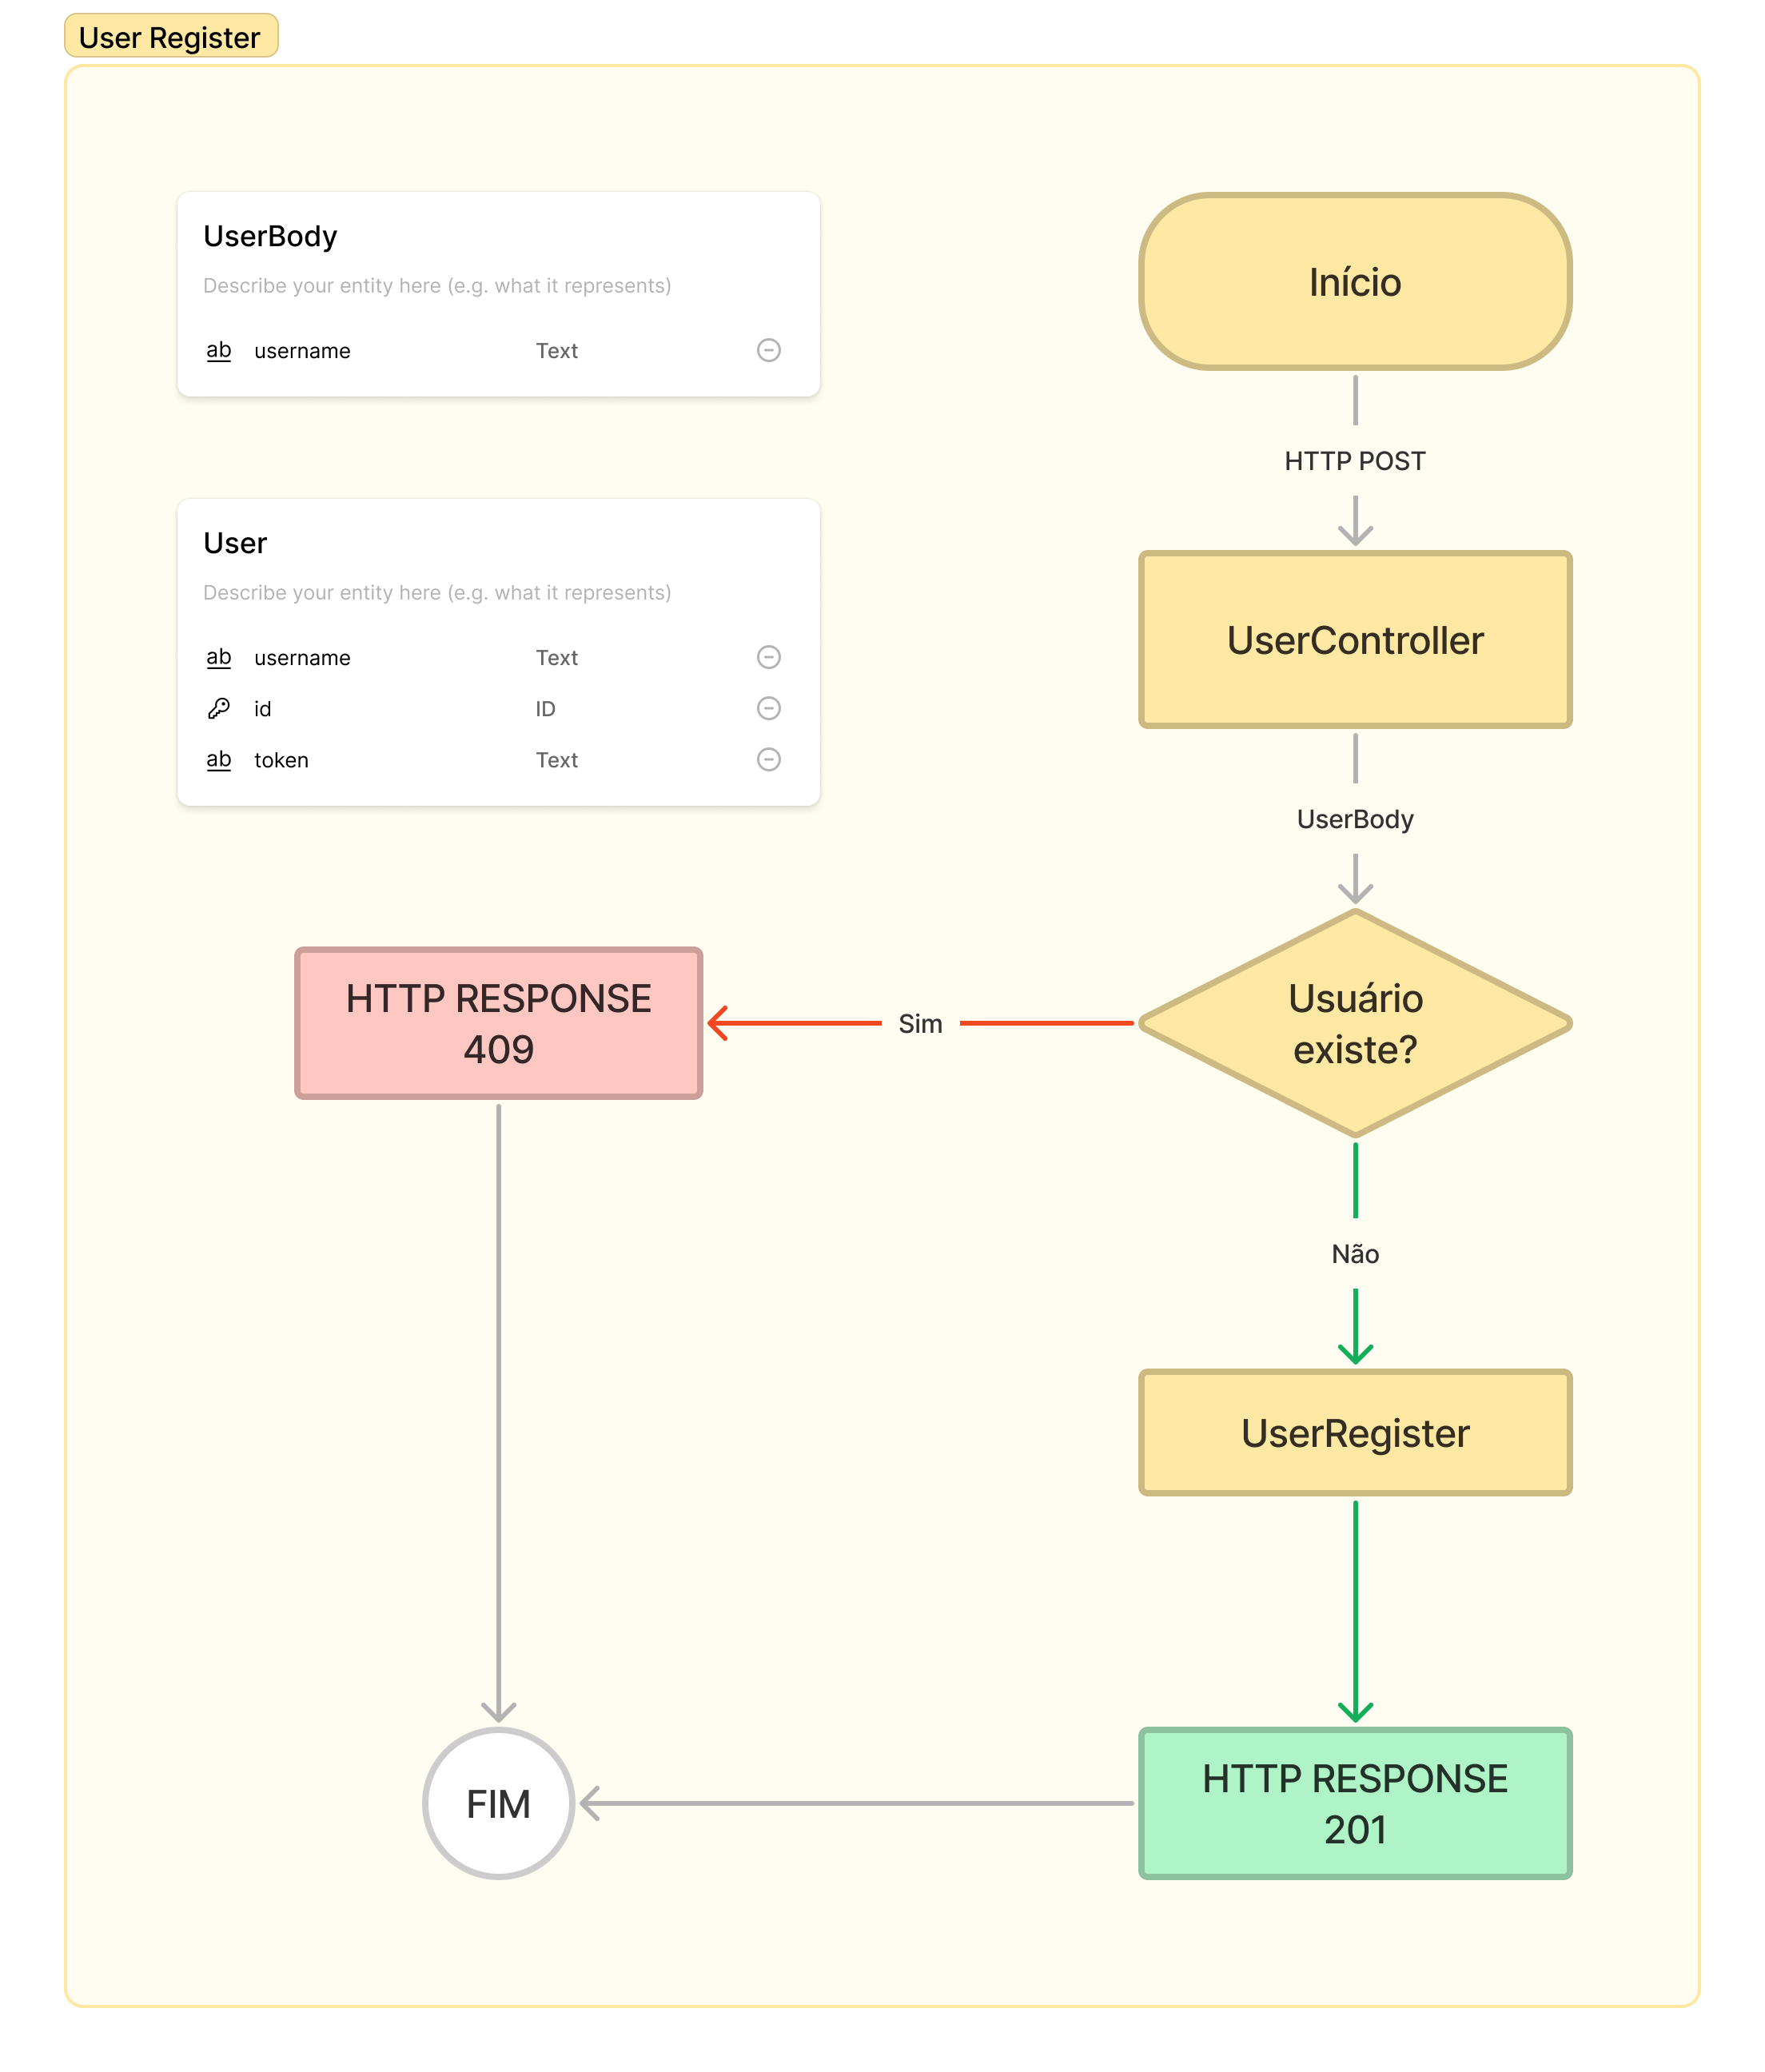 User Register
UserBody
Describe your entity here (e.g. what it represents)
ab username Text
User
Describe your entity here (e.g. what it represents)
ab username Text
id ID
ab token Text
Início
HTTP POST
UserController
UserBody
Usuário
existe?
Sim
HTTP RESPONSE
409
Não
UserRegister
HTTP RESPONSE
201
FIM